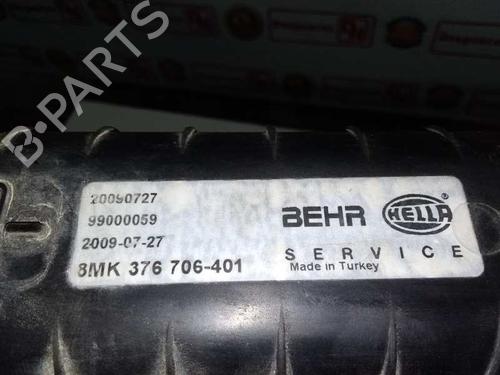 B-PARTS
20090727
99000059
2009-07-27
8MK 376 706-401
BEHR HELLA
SERVICE
Made in Turkey